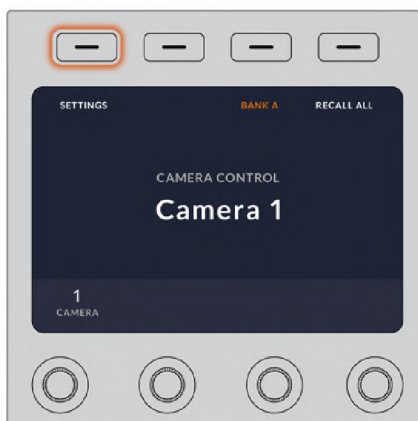 SETTINGS BANK A RECALL ALL
CAMERA CONTROL
Camera 1
1
CAMERA